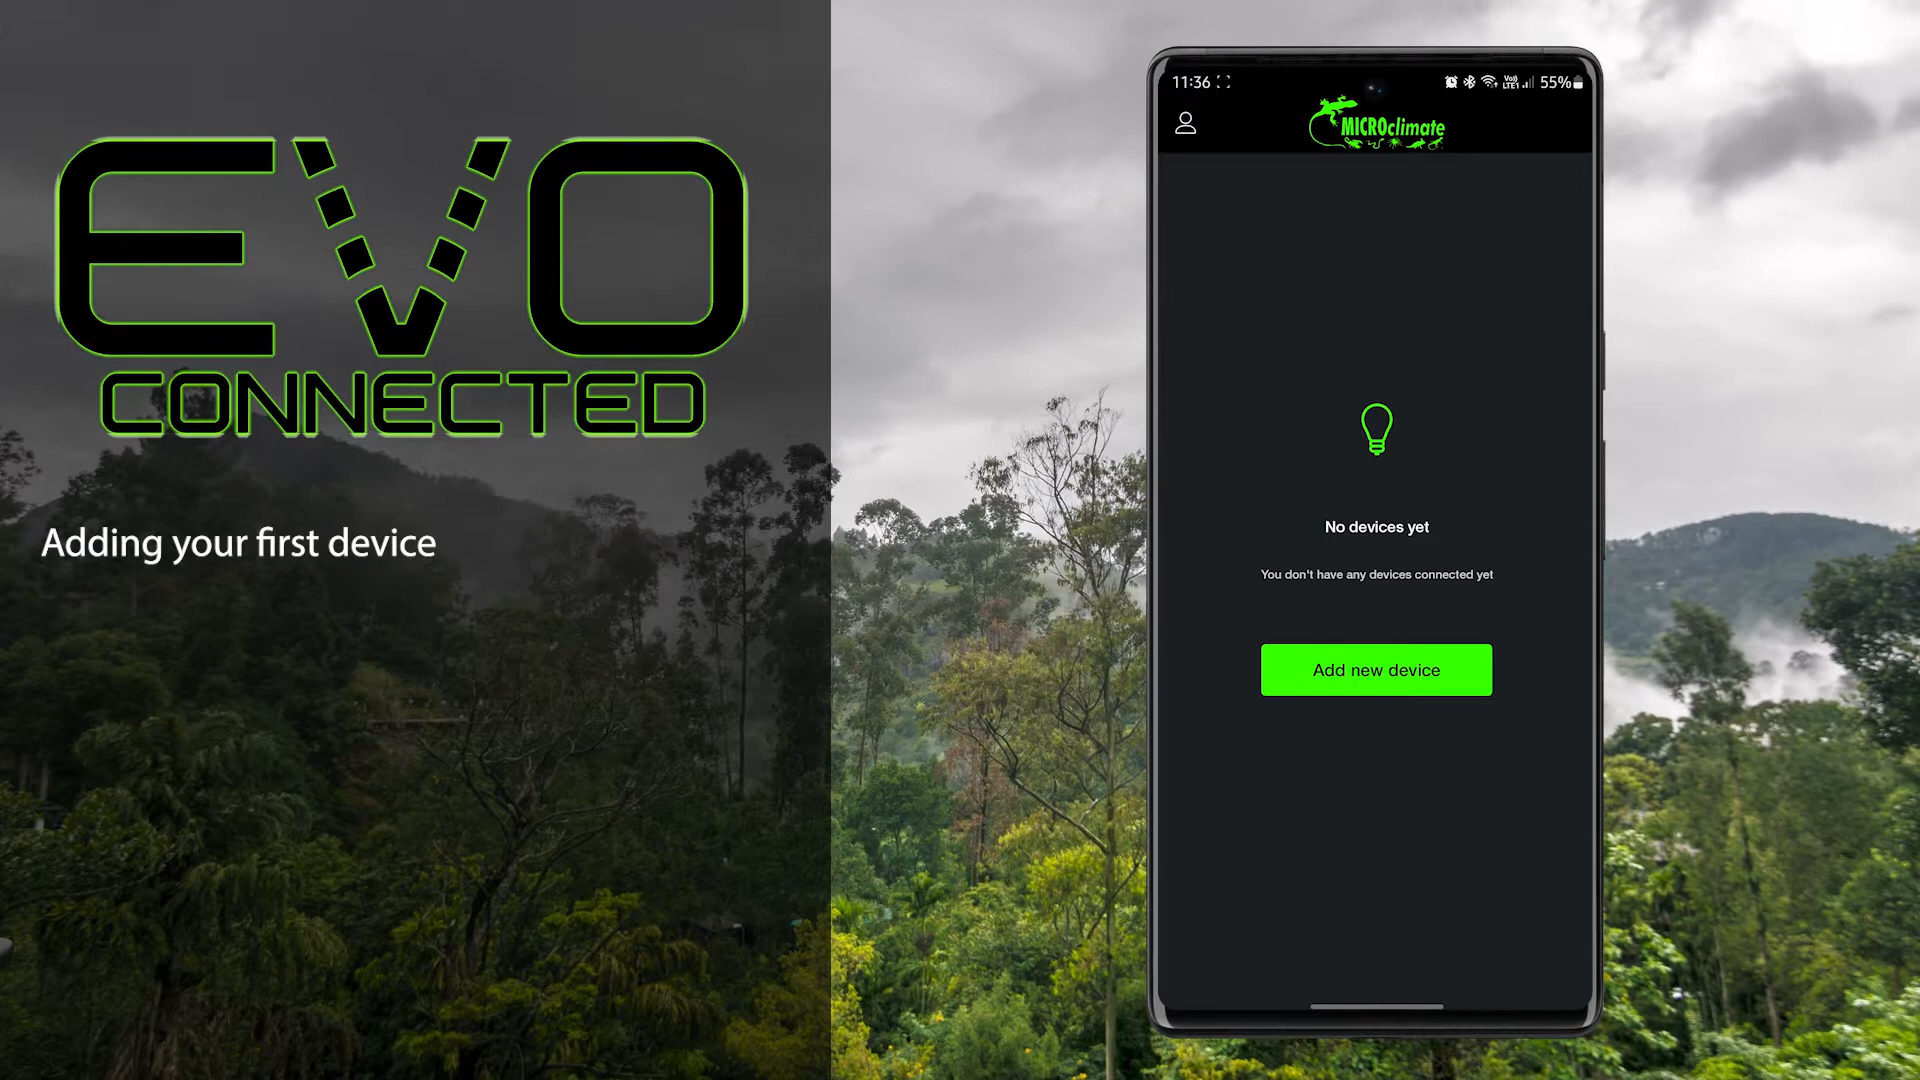 EVO
CONNECTED
Adding your first device
11:36
55%
MICROclimate
No devices yet
You don't have any devices connected yet
Add new device